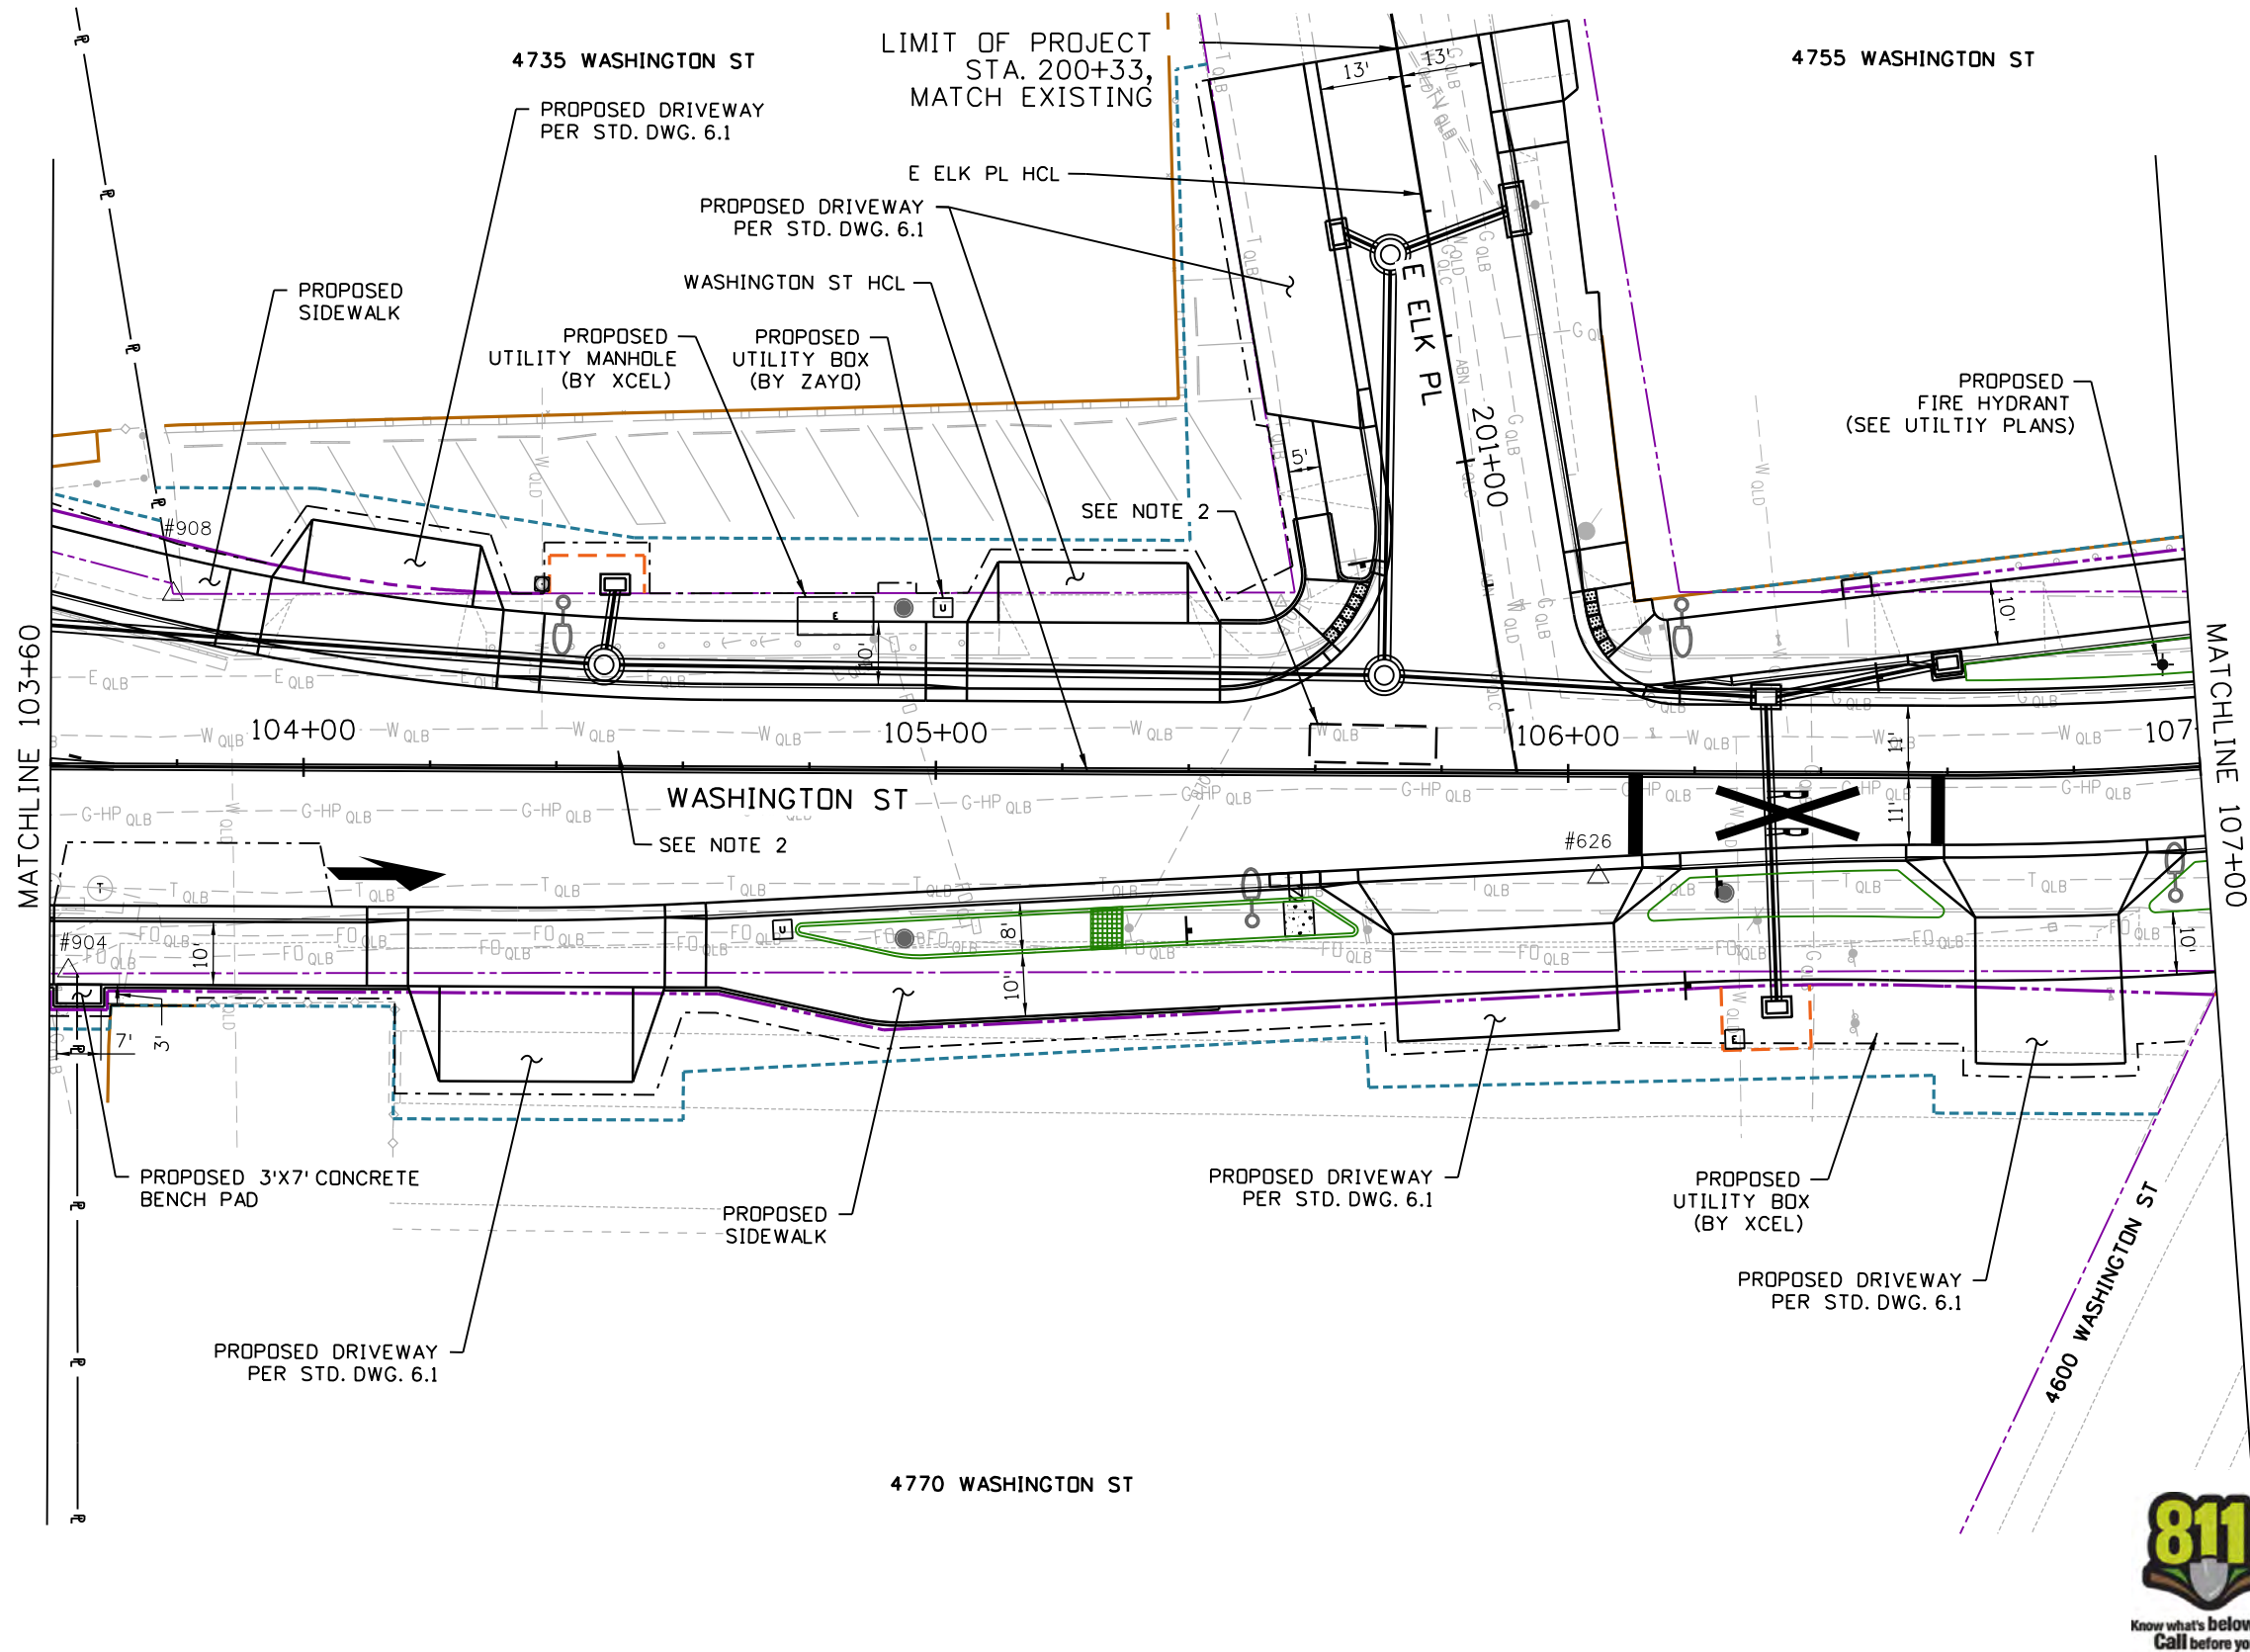 4735 WASHINGTON ST
LIMIT OF PROJECT
STA. 200+33,
MATCH EXISTING
13'
13'
4755 WASHINGTON ST
PROPOSED DRIVEWAY
PER STD. DWG. 6.1
E ELK PL HCL
PROPOSED DRIVEWAY
PER STD. DWG. 6.1
WASHINGTON ST HCL
PROPOSED
SIDEWALK
PROPOSED
UTILITY MANHOLE
(BY XCEL)
PROPOSED
UTILITY BOX
(BY ZAYO)
E ELK PL
201+00
PROPOSED
FIRE HYDRANT
(SEE UTILTIY PLANS)
5'
SEE NOTE 2
#908
E
U
10'
10'
MATCHLINE 103+60
104+00
105+00
106+00
107
MATCHLINE 107+00
11'
11'
WASHINGTON ST
SEE NOTE 2
#626
T
#904
10'
U
8'
10'
10'
7'
3'
E
PROPOSED 3'X7' CONCRETE
BENCH PAD
PROPOSED
SIDEWALK
PROPOSED DRIVEWAY
PER STD. DWG. 6.1
PROPOSED
UTILITY BOX
(BY XCEL)
PROPOSED DRIVEWAY
PER STD. DWG. 6.1
4600 WASHINGTON ST
PROPOSED DRIVEWAY
PER STD. DWG. 6.1
4770 WASHINGTON ST
811
Know what's below
Call before yo